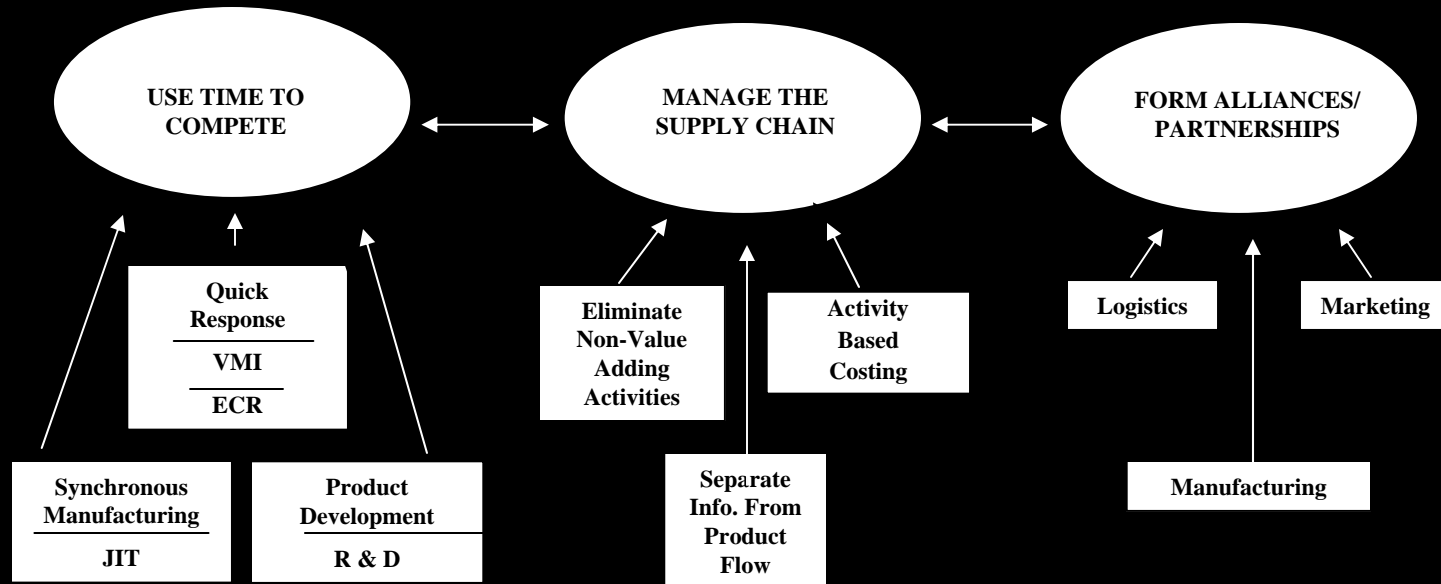 USE TIME TO
COMPETE
MANAGE THE
SUPPLY CHAIN
FORM ALLIANCES/
PARTNERSHIPS
Quick
Response
VMI
ECR
Eliminate
Non-Value
Adding
Activities
Activity
Based
Costing
Logistics
Marketing
Synchronous
Manufacturing
JIT
Product
Development
R & D
Separate
Info. From
Product
Flow
Manufacturing